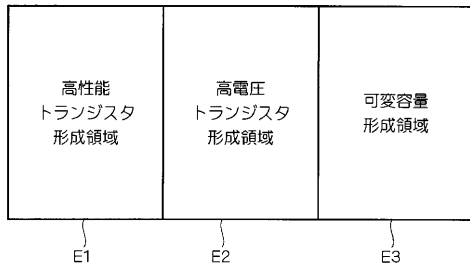 高性能
トランジスタ
形成領域
高電圧
トランジスタ
形成領域
可変容量
形成領域
E1
E2
E3